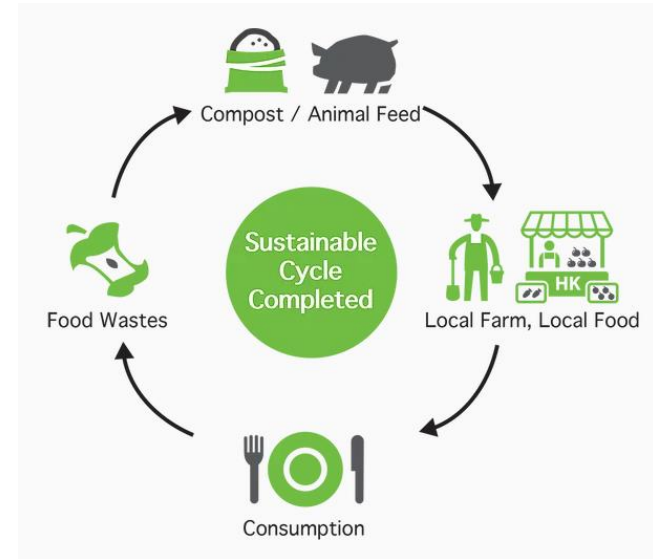 Compost / Animal Feed
Sustainable
Cycle
Completed
HK
Food Wastes
Local Farm, Local Food
Consumption